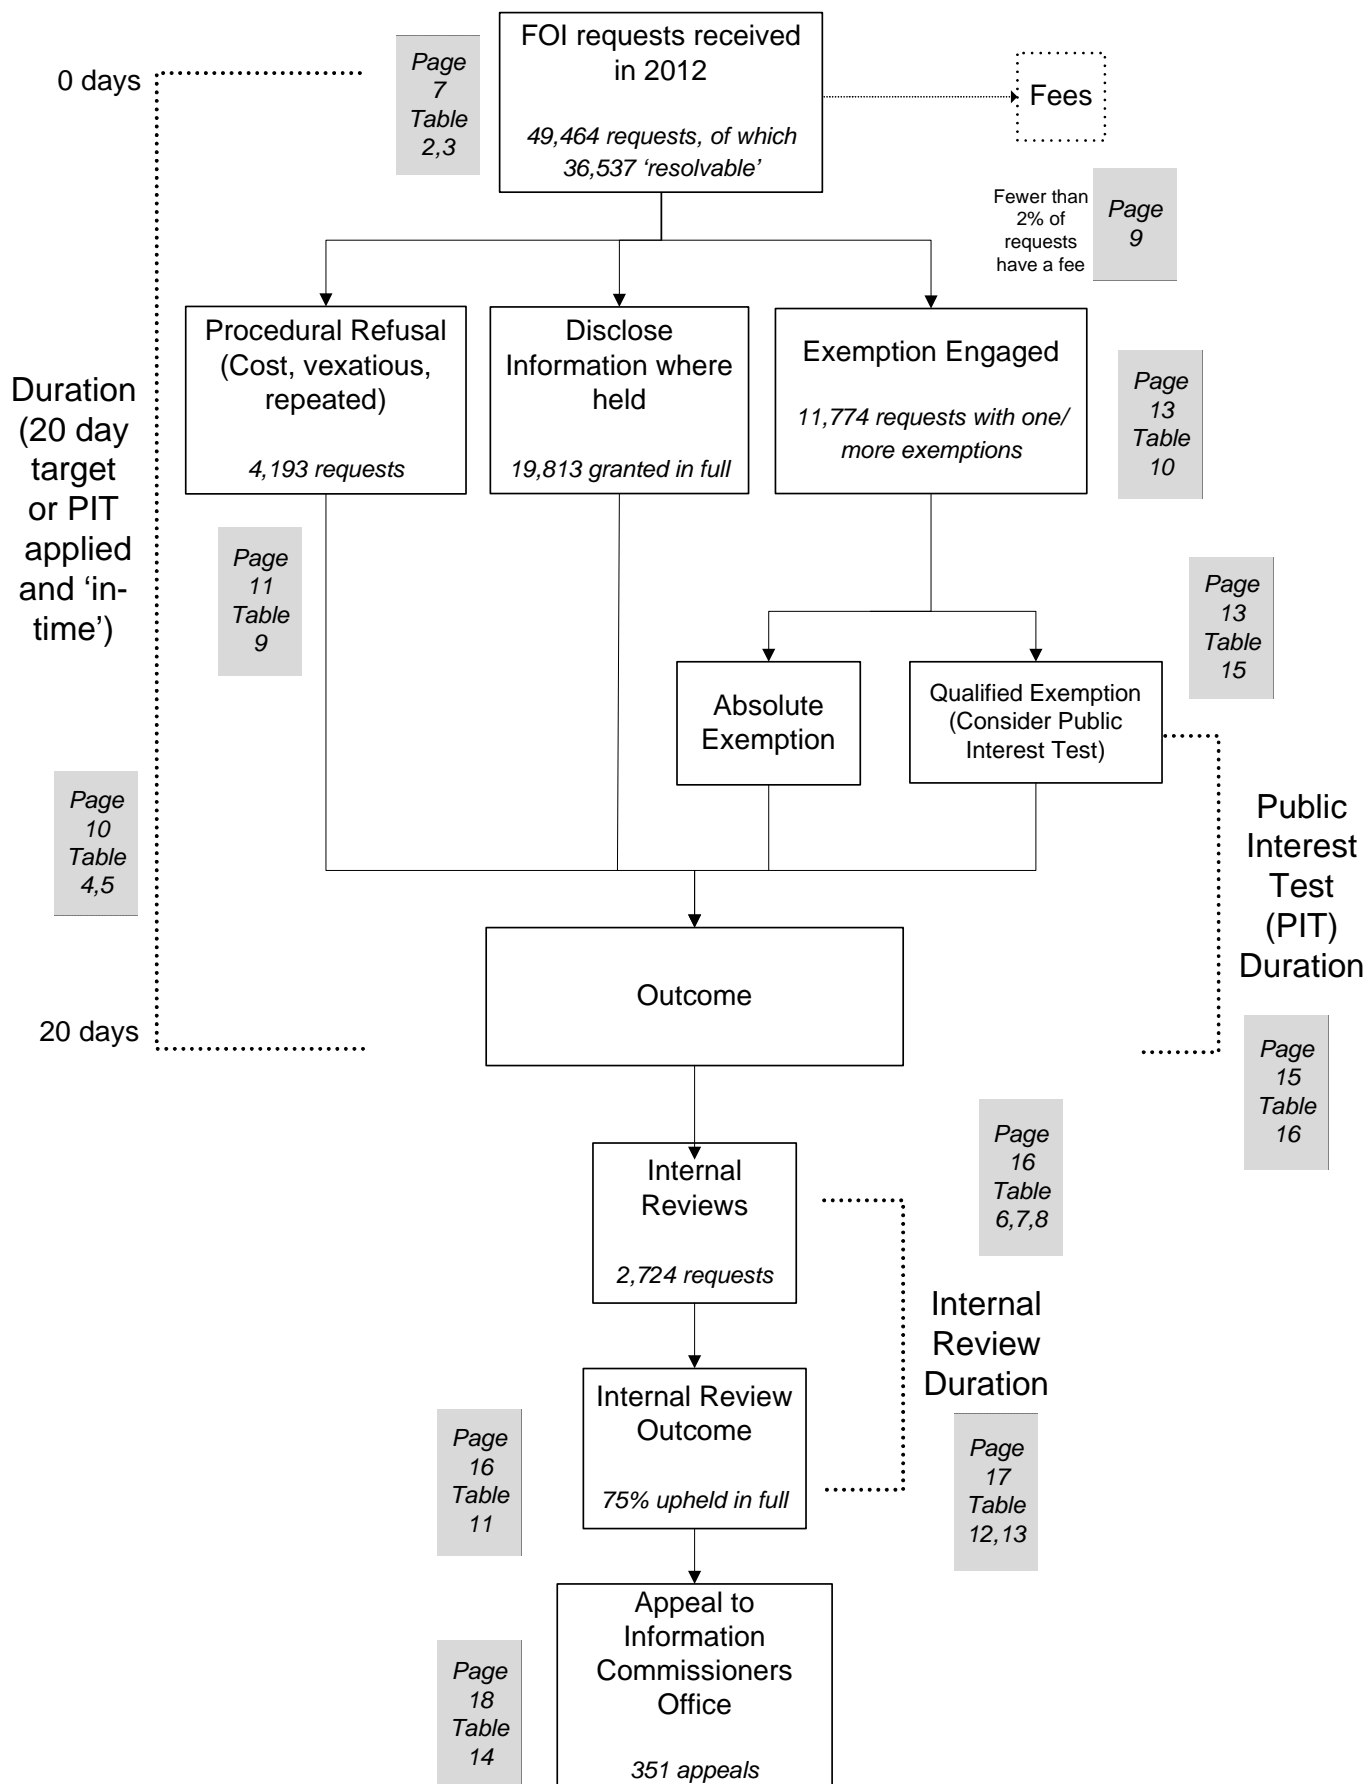 FOI requests received
in 2012
49,464 requests, of which
36,537 ‘resolvable’
0 days
Page
7
Table
2,3
Fees
Fewer than
2% of
requests
have a fee
Page
9
Procedural Refusal
(Cost, vexatious,
repeated)
4,193 requests
Disclose
Information where
held
19,813 granted in full
Exemption Engaged
11,774 requests with one/
more exemptions
Page
13
Table
10
Duration
(20 day
target
or PIT
applied
and ‘in-
time’)
Page
11
Table
9
Page
13
Table
15
Absolute
Exemption
Qualified Exemption
(Consider Public
Interest Test)
Page
10
Table
4,5
Public
Interest
Test
(PIT)
Duration
Outcome
20 days
Page
15
Table
16
Internal
Reviews
2,724 requests
Page
16
Table
6,7,8
Internal
Review
Duration
Internal Review
Outcome
75% upheld in full
Page
16
Table
11
Page
17
Table
12,13
Appeal to
Information
Commissioners
Office
351 appeals
Page
18
Table
14